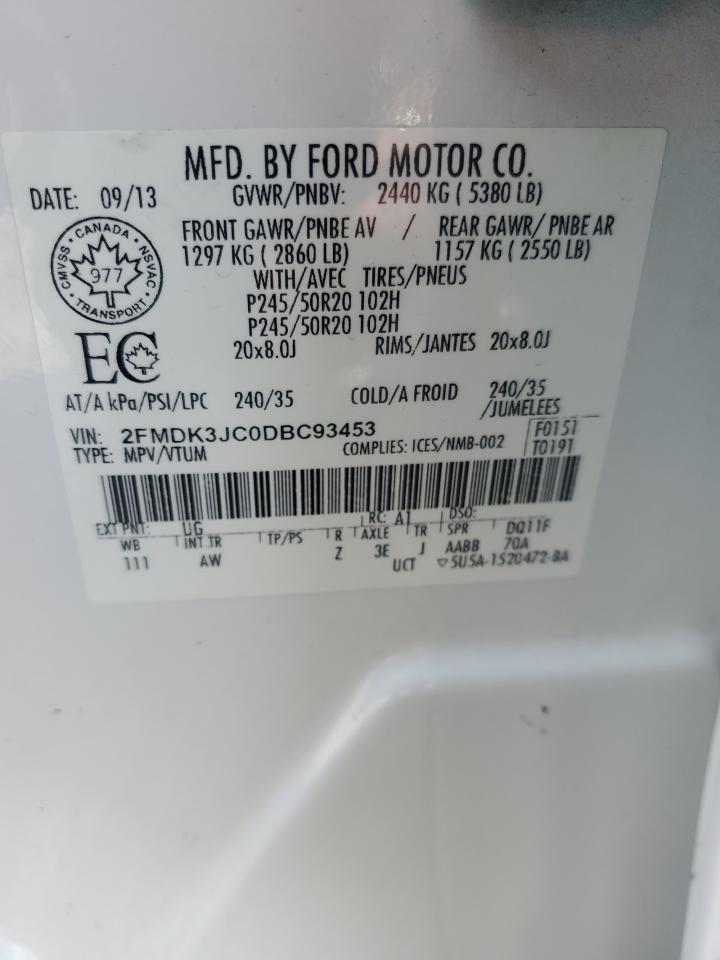 MFD. BY FORD MOTOR CO.
DATE: 09/13 GVWR/PNBV: 2440 KG ( 5380 LB)
FRONT GAWR/PNBE AV / REAR GAWR/ PNBE AR
1297 KG ( 2860 LB) 1157 KG ( 2550 LB)
WITH/AVEC TIRES/PNEUS
P245/50R20 102H
P245/50R20 102H
20x8.0J RIMS/JANTES 20x8.0J
CANADA
CMVSS NSVAC
977
TRANSPORT
EC
AT/A kPa/PSI/LPC 240/35 COLD/A FROID 240/35
/JUMELEES
VIN: 2FMDK3JC0DBC93453 F0151
TYPE: MPV/VTUM COMPLIES: ICES/NMB-002 T0191
EXT PNT: UG RC: A1 DSO:
WB INT TR TP/PS R AXLE TR SPR DQ11F
111 AW Z 3E J AABB 70A
UCT 5U5A-1520472-BA